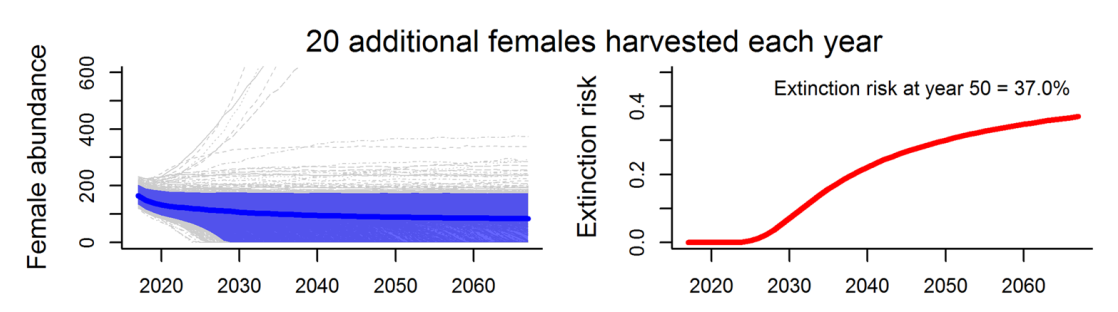 20 additional females harvested each year
Female abundance
600
400
200
0
2020 2030 2040 2050 2060
Extinction risk
0.4
0.2
0.0
Extinction risk at year 50 = 37.0%
2020 2030 2040 2050 2060